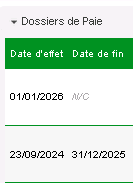 Dossiers de Paie
Date d'effet Date de fin
01/01/2026 N/C
23/09/2024 31/12/2025